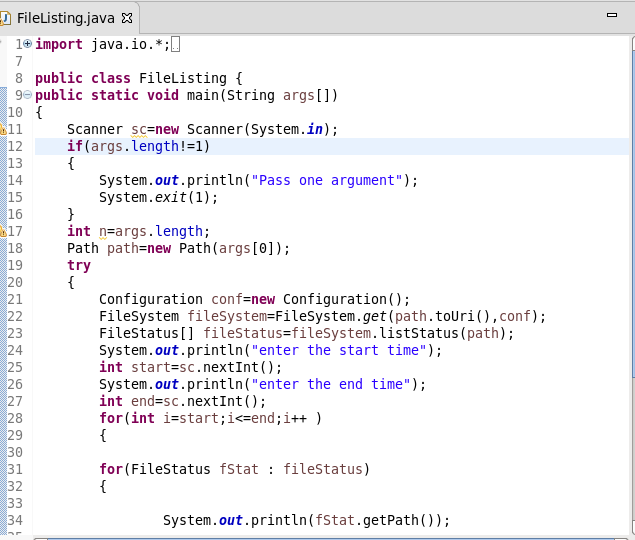 FileListing.java
1 import java.io.*;
7
8 public class FileListing {
9 public static void main(String args[])
10 {
11     Scanner sc=new Scanner(System.in);
12     if(args.length!=1)
13     {
14         System.out.println("Pass one argument");
15         System.exit(1);
16     }
17     int n=args.length;
18     Path path=new Path(args[0]);
19     try
20     {
21         Configuration conf=new Configuration();
22         FileSystem fileSystem=FileSystem.get(path.toUri(),conf);
23         FileStatus[] fileStatus=fileSystem.listStatus(path);
24         System.out.println("enter the start time");
25         int start=sc.nextInt();
26         System.out.println("enter the end time");
27         int end=sc.nextInt();
28         for(int i=start;i<=end;i++ )
29         {
30
31         for(FileStatus fStat : fileStatus)
32         {
33
34                 System.out.println(fStat.getPath());